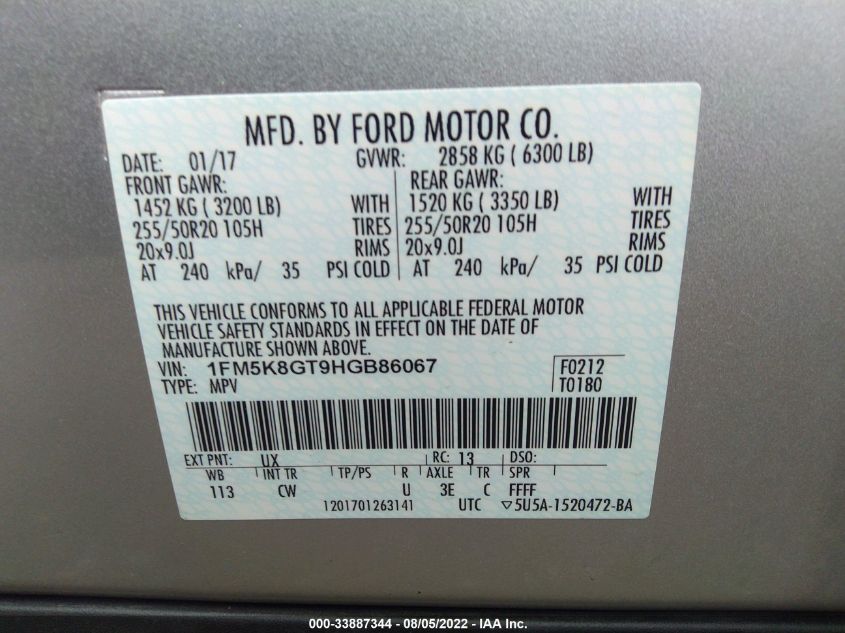 MFD. BY FORD MOTOR CO.
DATE: 01/17 GVWR: 2858 KG ( 6300 LB)
FRONT GAWR: REAR GAWR:
1452 KG ( 3200 LB) WITH 1520 KG ( 3350 LB) WITH
255/50R20 105H TIRES 255/50R20 105H TIRES
20x9.0J RIMS 20x9.0J RIMS
AT 240 kPa/ 35 PSI COLD AT 240 kPa/ 35 PSI COLD
THIS VEHICLE CONFORMS TO ALL APPLICABLE FEDERAL MOTOR
VEHICLE SAFETY STANDARDS IN EFFECT ON THE DATE OF
MANUFACTURE SHOWN ABOVE.
VIN: 1FM5K8GT9HGB86067 F0212
TYPE: MPV T0180
EXT PNT: UX RC: 13 DSO:
WB INT TR TP/PS R AXLE TR SPR
113 CW U 3E C FFFF
1201701263141 UTC ▽5U5A-1520472-BA
000-33887344 - 08/05/2022 - IAA Inc.